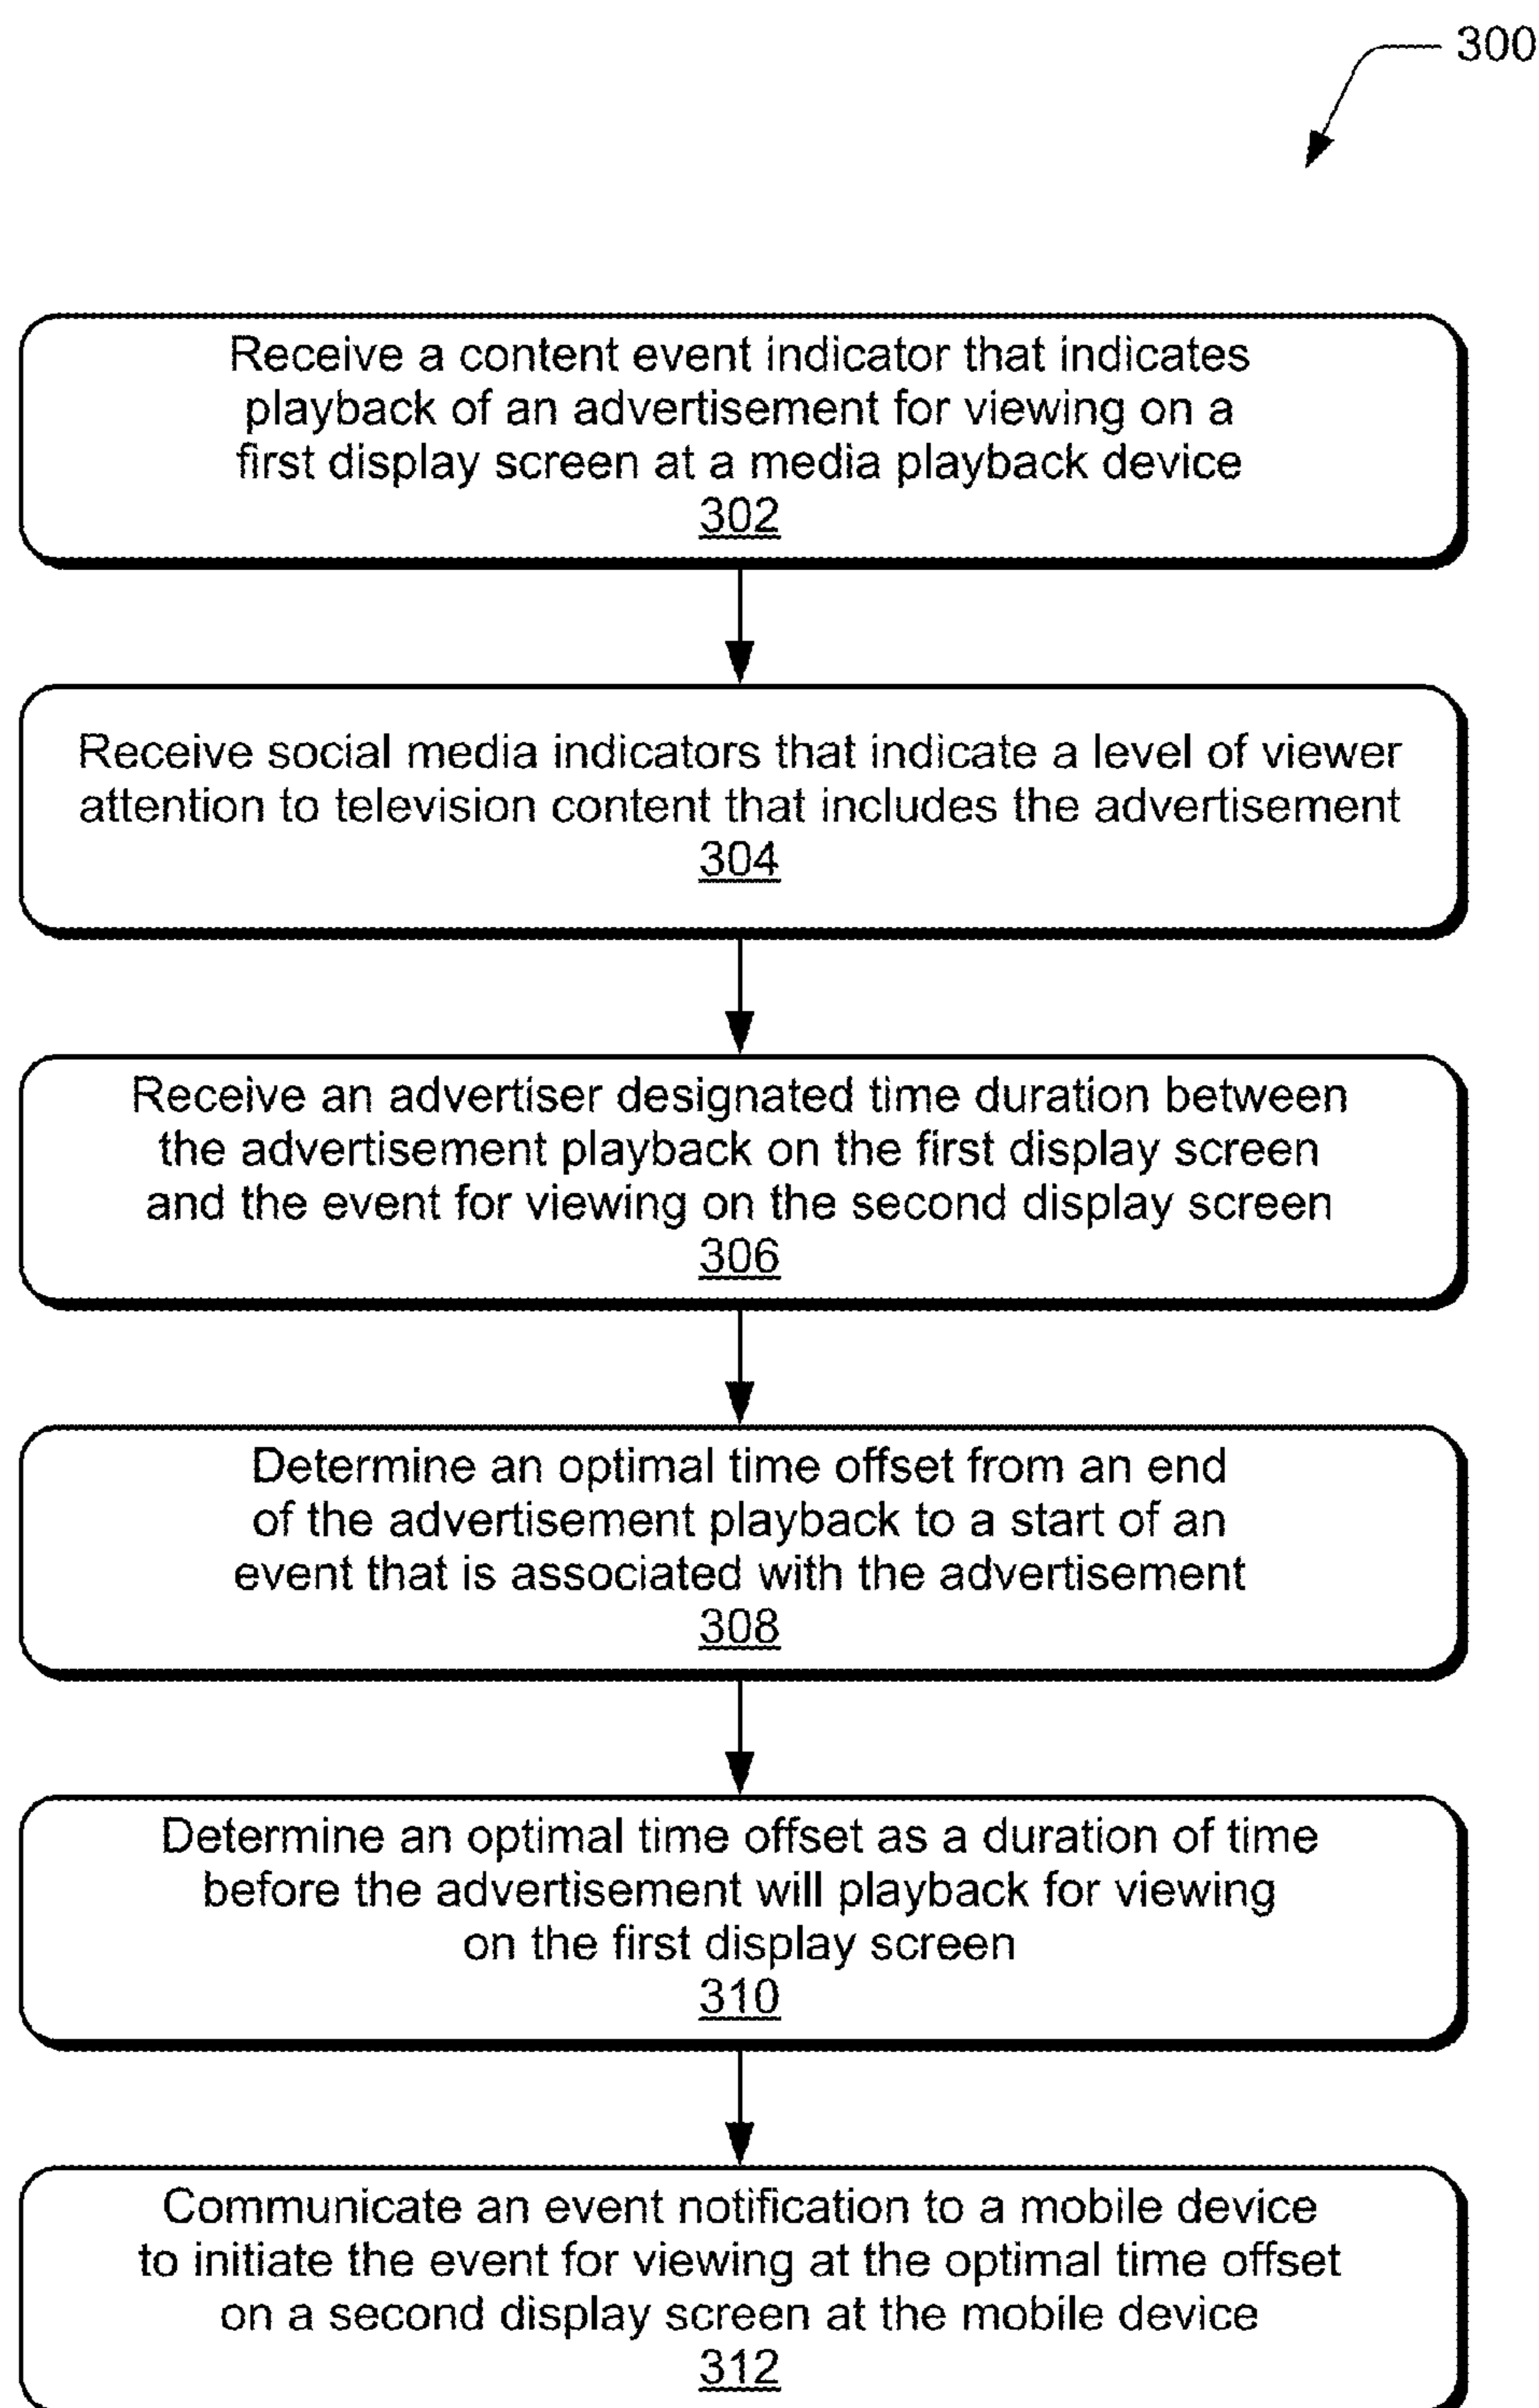 300
Receive a content event indicator that indicates
playback of an advertisement for viewing on a
first display screen at a media playback device
302
Receive social media indicators that indicate a level of viewer
attention to television content that includes the advertisement
304
Receive an advertiser designated time duration between
the advertisement playback on the first display screen
and the event for viewing on the second display screen
306
Determine an optimal time offset from an end
of the advertisement playback to a start of an
event that is associated with the advertisement
308
Determine an optimal time offset as a duration of time
before the advertisement will playback for viewing
on the first display screen
310
Communicate an event notification to a mobile device
to initiate the event for viewing at the optimal time offset
on a second display screen at the mobile device
312